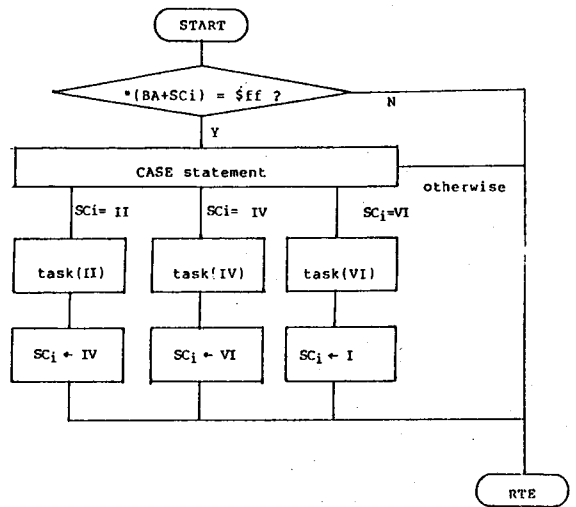 START
*(BA+SCi) = $ff ?
N
Y
CASE statement
otherwise
SCi= II
SCi= IV
SCi=VI
task(II)
task(IV)
task(VI)
SCi ← IV
SCi ← VI
SCi ← I
RTE